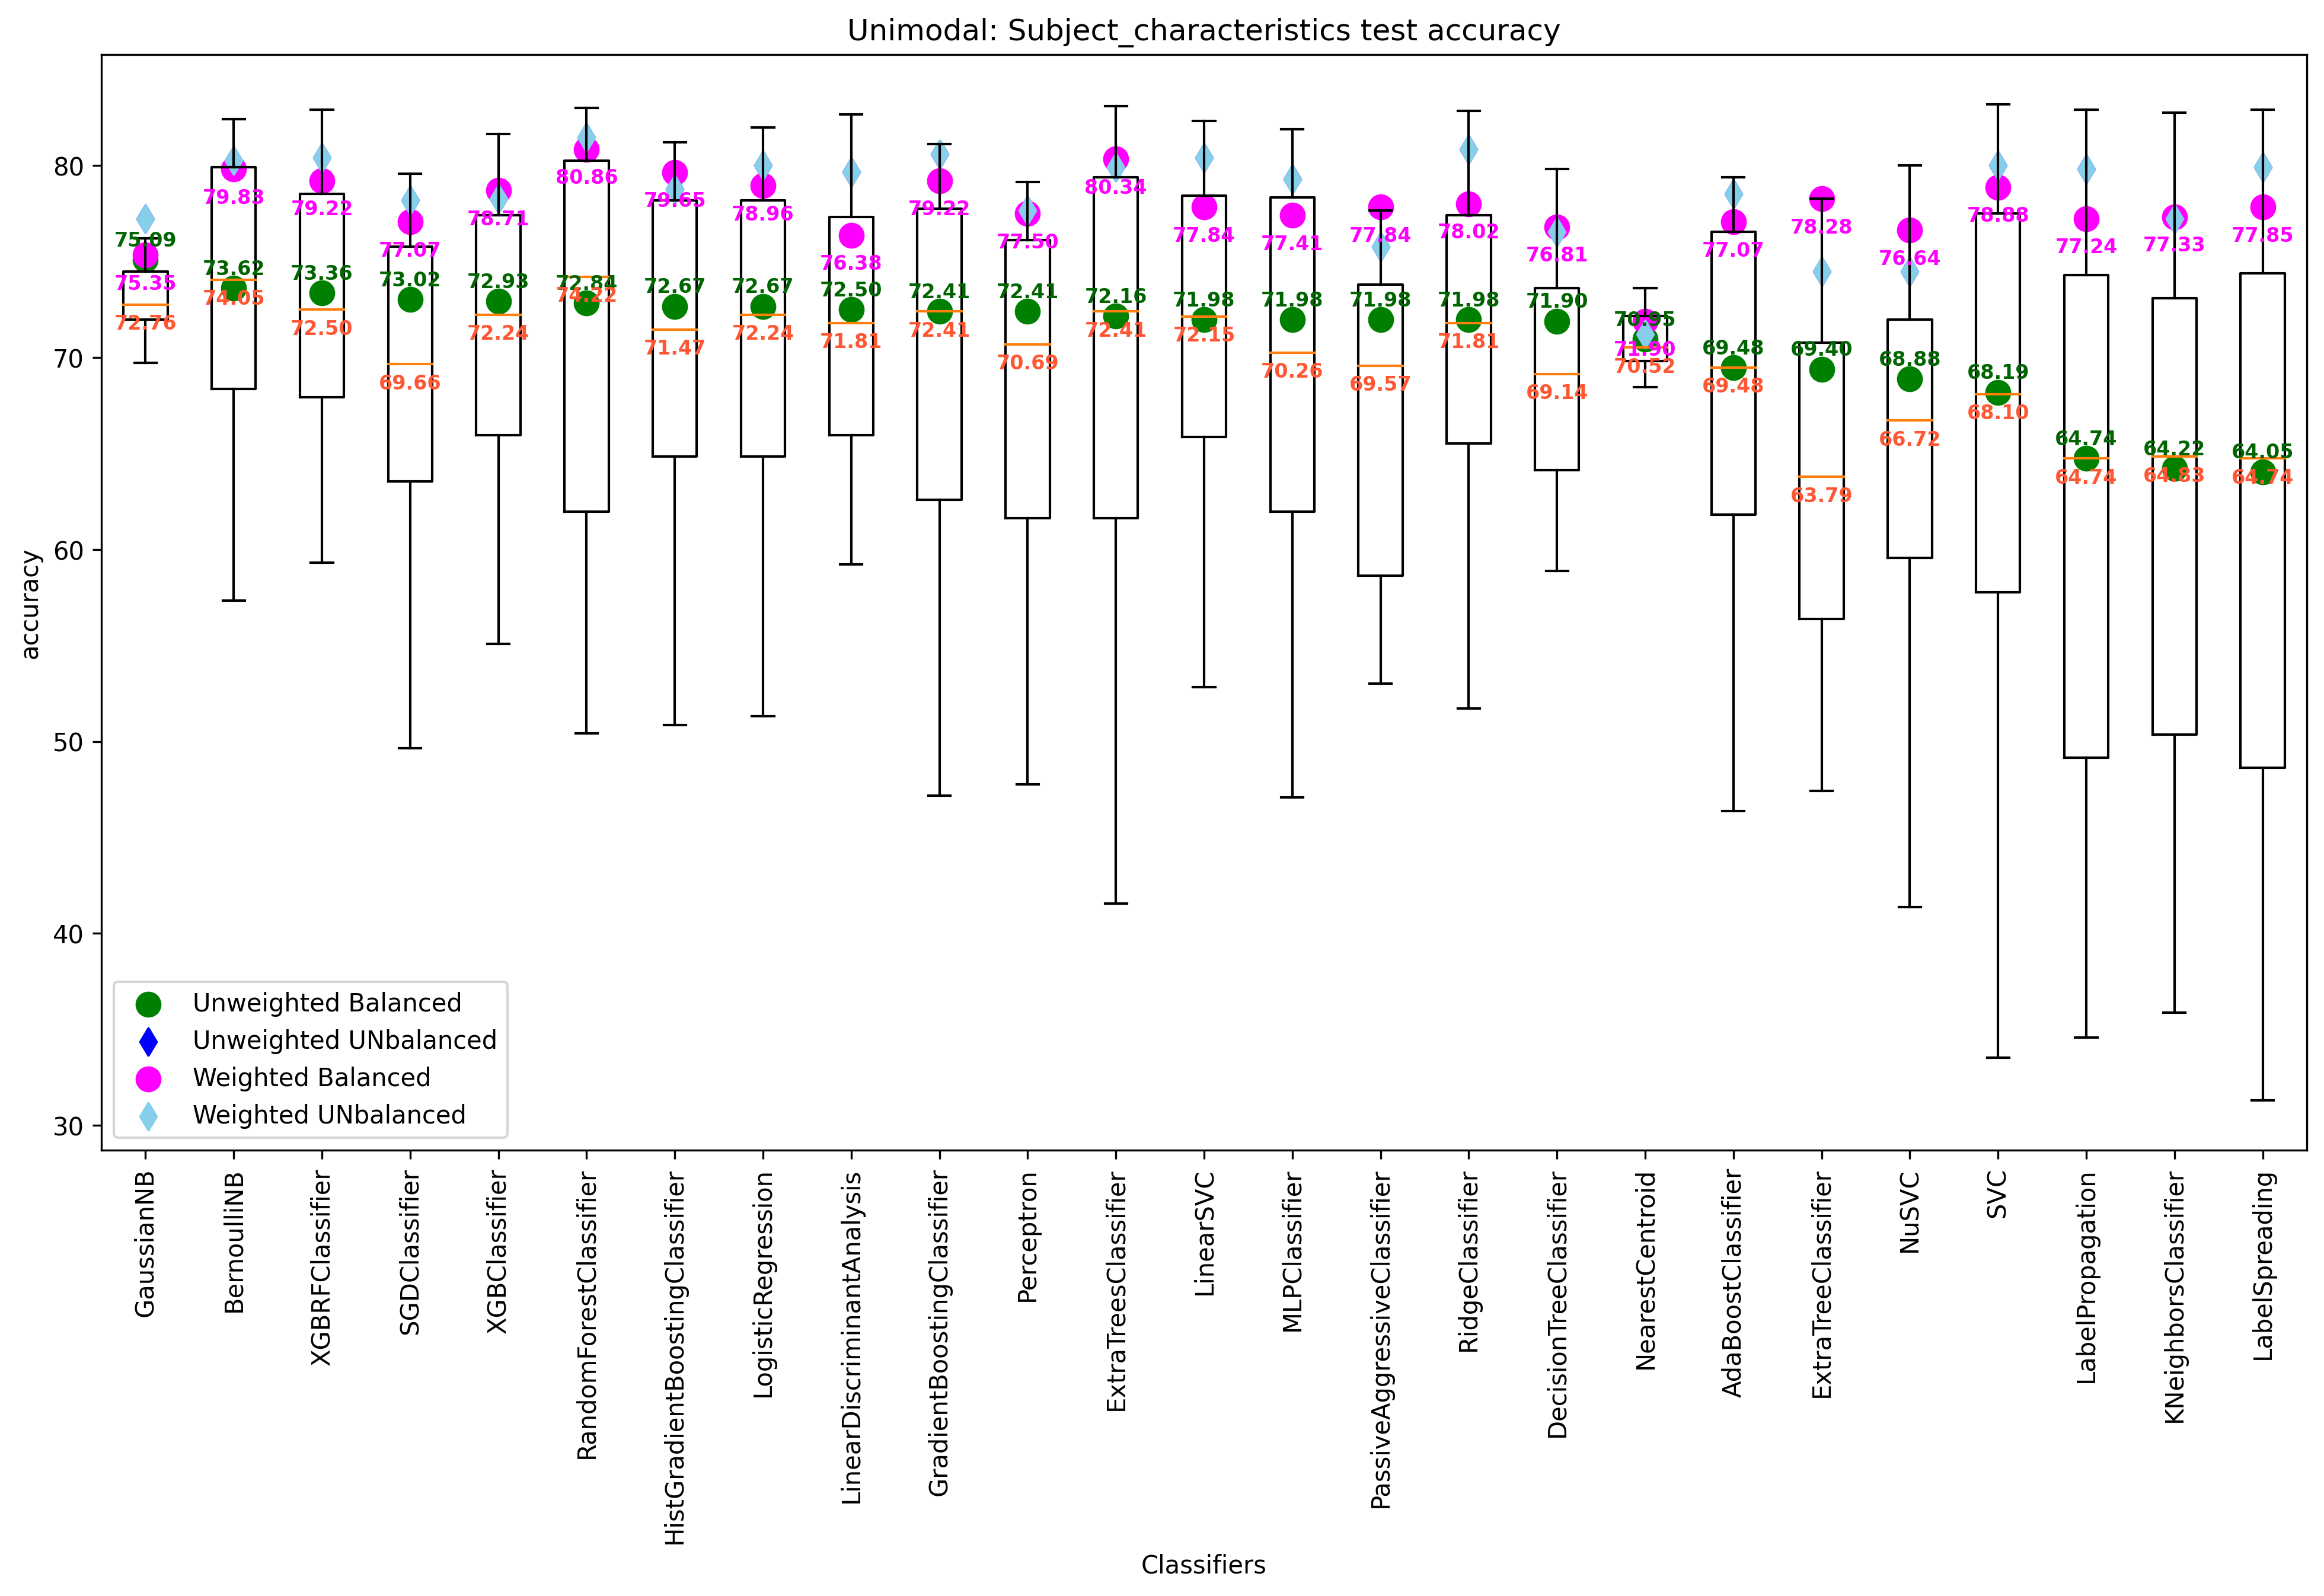 Unimodal: Subject_characteristics test accuracy
accuracy
80
70
60
50
40
30
75.09
75.35
72.76
79.83
73.62
74.05
79.22
73.36
72.50
77.07
73.02
69.66
78.71
72.93
72.24
80.86
72.84
74.22
79.65
72.67
71.47
78.96
72.67
72.24
76.38
72.50
71.81
79.22
72.41
72.41
77.50
72.41
70.69
80.34
72.16
72.41
77.84
71.98
72.15
77.41
71.98
70.26
77.84
71.98
69.57
78.02
71.98
71.81
76.81
71.90
69.14
70.95
71.90
70.52
77.07
69.48
69.48
78.28
69.40
63.79
76.64
68.88
66.72
78.88
68.19
68.10
77.24
64.74
64.74
77.33
64.22
64.83
77.85
64.05
64.74
Unweighted Balanced
Unweighted UNbalanced
Weighted Balanced
Weighted UNbalanced
GaussianNB
BernoulliNB
XGBRFClassifier
SGDClassifier
XGBClassifier
RandomForestClassifier
HistGradientBoostingClassifier
LogisticRegression
LinearDiscriminantAnalysis
GradientBoostingClassifier
Perceptron
ExtraTreesClassifier
LinearSVC
MLPClassifier
PassiveAggressiveClassifier
RidgeClassifier
DecisionTreeClassifier
NearestCentroid
AdaBoostClassifier
ExtraTreeClassifier
NuSVC
SVC
LabelPropagation
KNeighborsClassifier
LabelSpreading
Classifiers